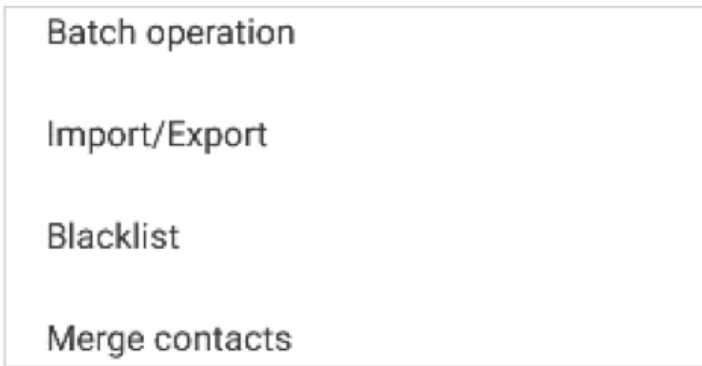 Batch operation
Import/Export
Blacklist
Merge contacts